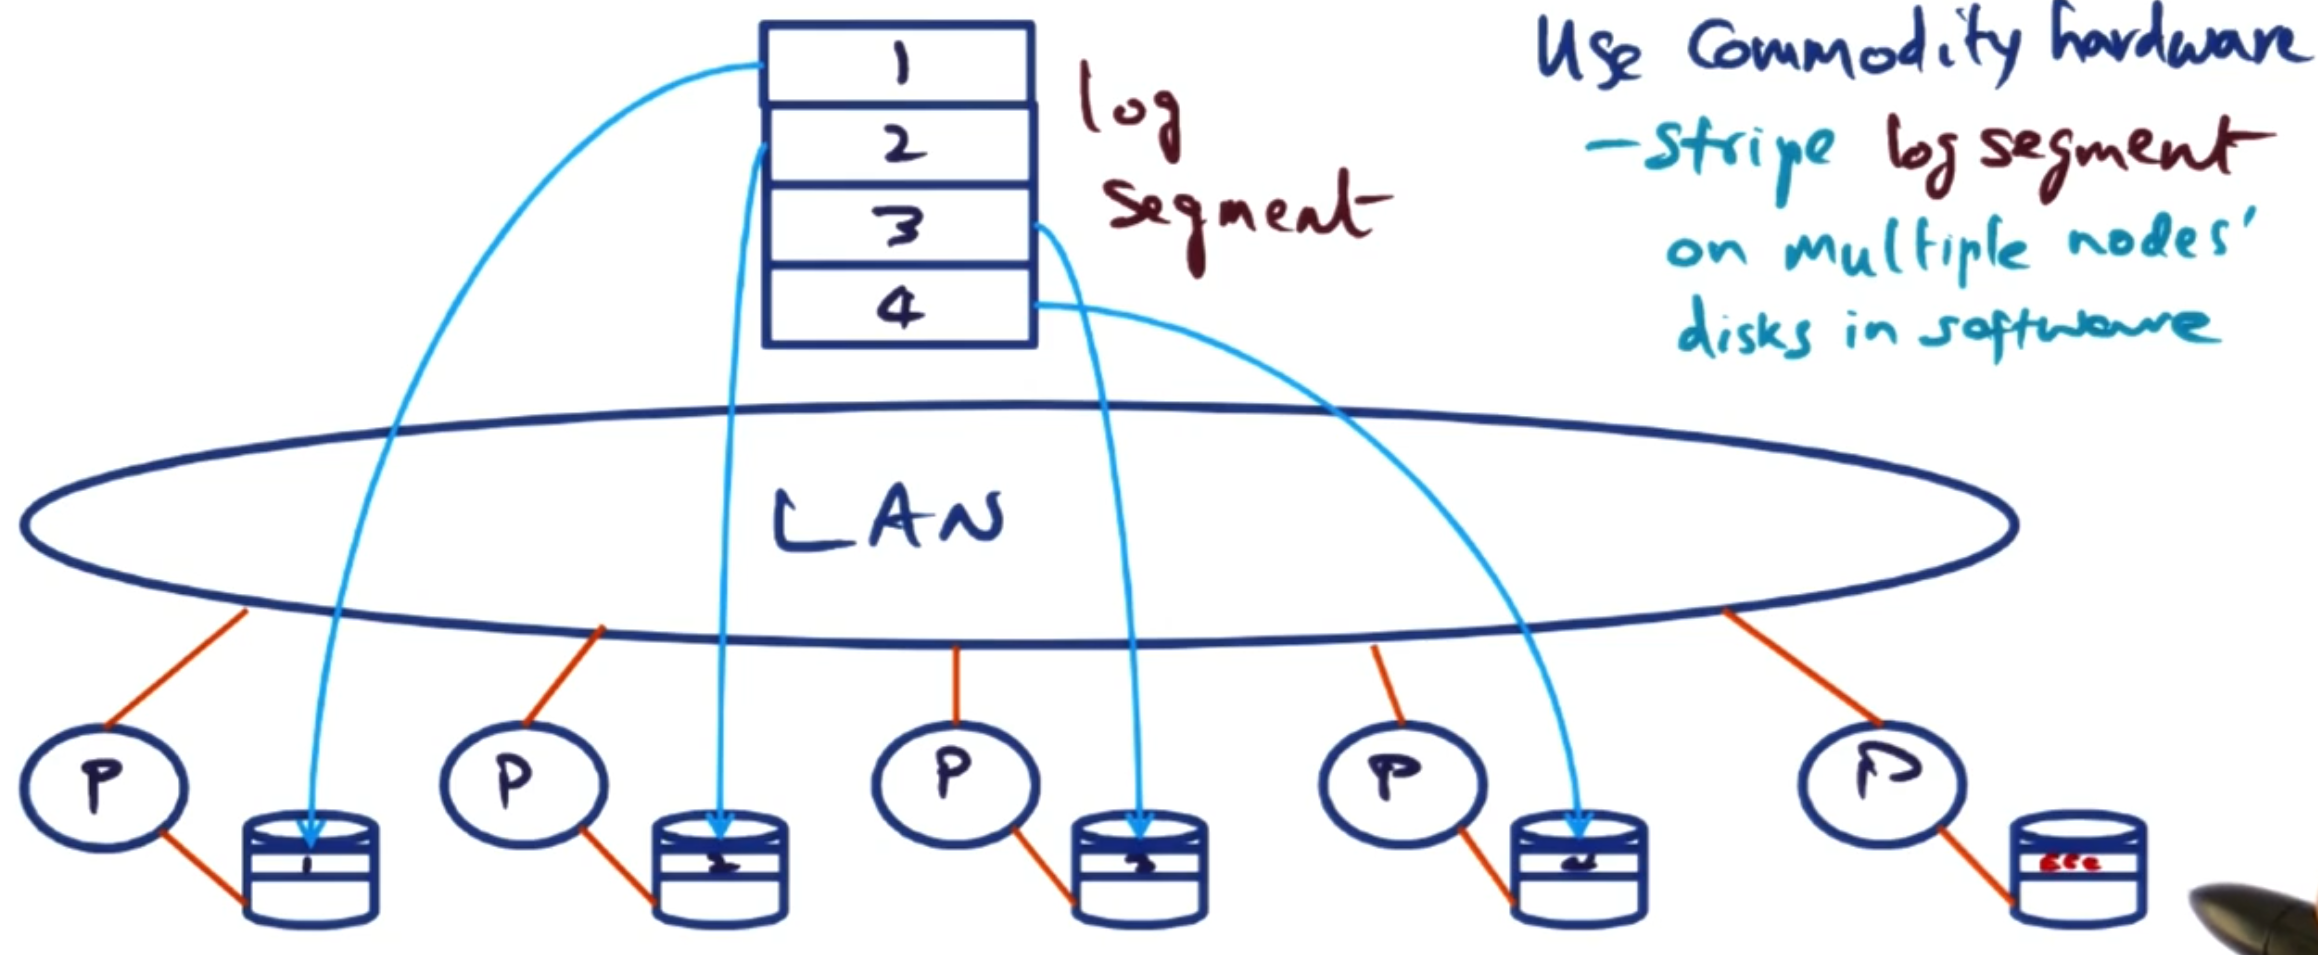 Use Commodity hardware
- stripe log segment
on multiple nodes'
disks in software
1
2
3
4
log
segment
LAN
P
P
P
P
P
1
2
3
4
ECC